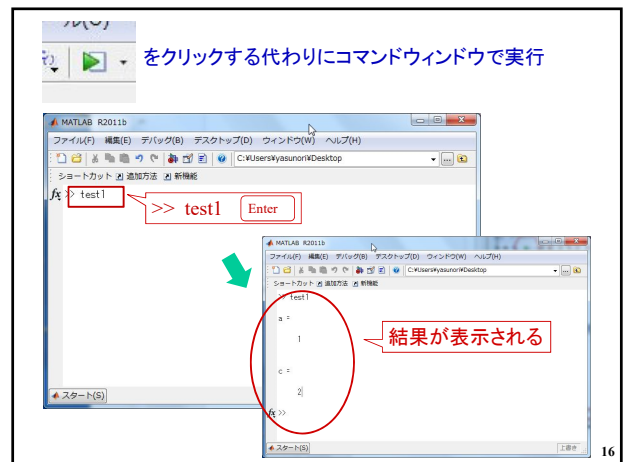 をクリックする代わりにコマンドウィンドウで実行
MATLAB R2011b
ファイル(F) 編集(E) デバッグ(B) デスクトップ(D) ウィンドウ(W) ヘルプ(H)
C:¥Users¥yasunori¥Desktop
ショートカット 追加方法 新機能
fx >> test1
>> test1 Enter
スタート(S)
MATLAB R2011b
ファイル(F) 編集(E) デバッグ(B) デスクトップ(D) ウィンドウ(W) ヘルプ(H)
C:¥Users¥yasunori¥Desktop
ショートカット 追加方法 新機能
>> test1
a =
1
結果が表示される
c =
2
fx >>
スタート(S)
上書き
16